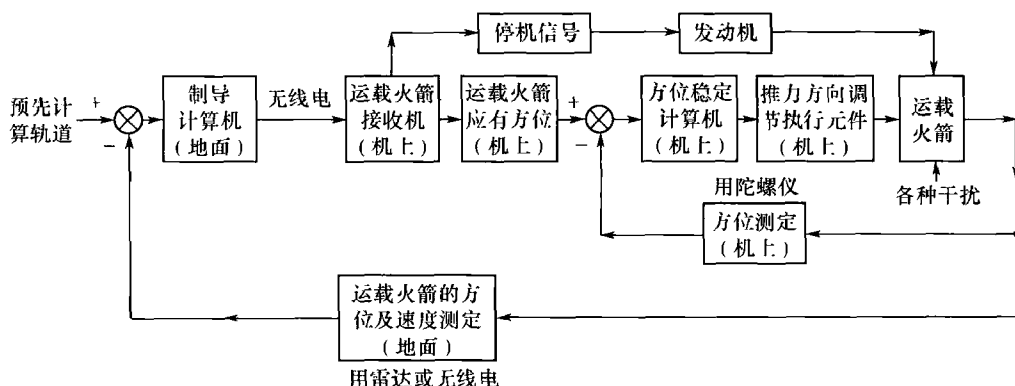 停机信号
发动机
预先计
算轨道
+
−
制导
计算机
(地面)
无线电
运载火箭
接收机
(机上)
运载火箭
应有方位
(机上)
+
−
方位稳定
计算机
(机上)
推力方向调
节执行元件
(机上)
运载
火箭
各种干扰
用陀螺仪
方位测定
(机上)
运载火箭的方
位及速度测定
(地面)
用雷达或无线电